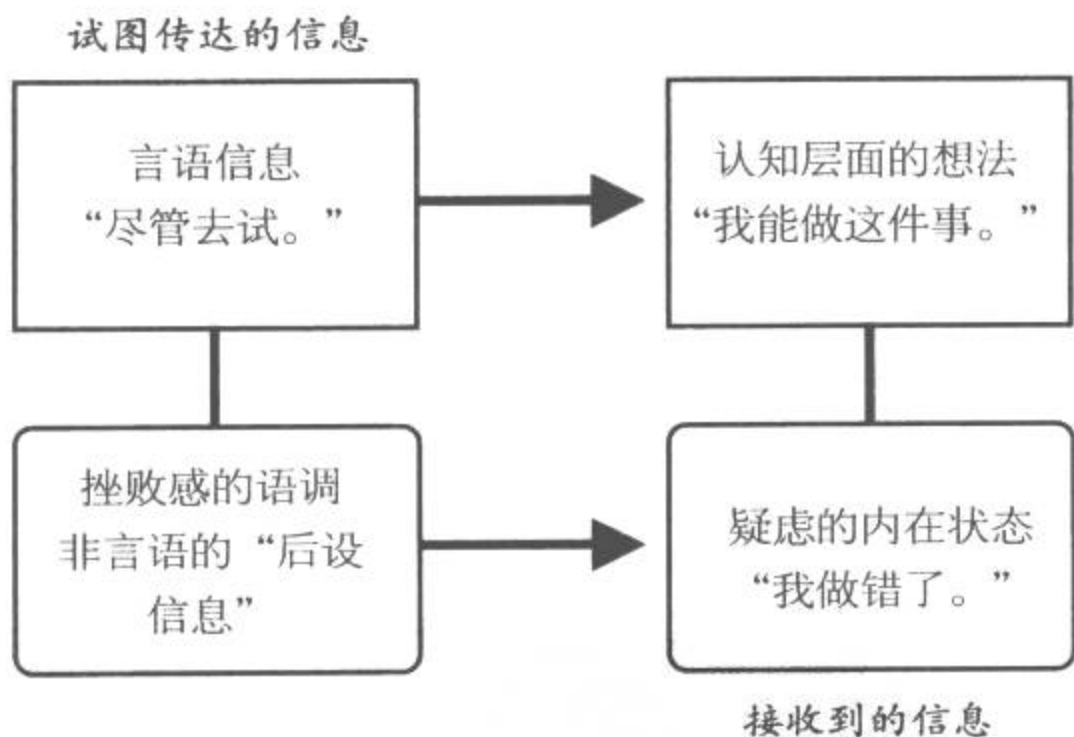 试图传达的信息
言语信息
“尽管去试。”
认知层面的想法
“我能做这件事。”
挫败感的语调
非言语的“后设
信息”
疑虑的内在状态
“我做错了。”
接收到的信息